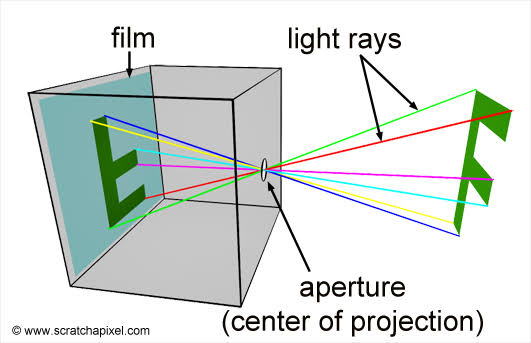 film
light rays
aperture
(center of projection)
© www.scratchapixel.com